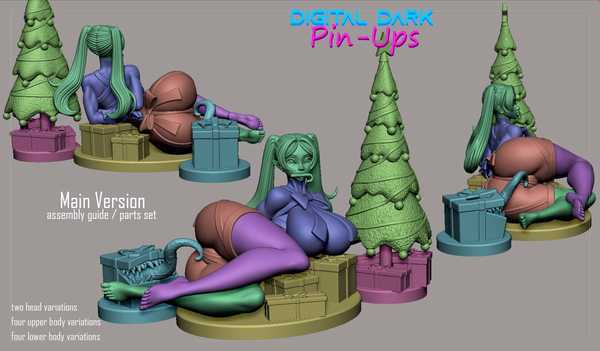 DIGITAL DARK
Pin-Ups
Main Version
assembly guide / parts set
two head variations
four upper body variations
four lower body variations